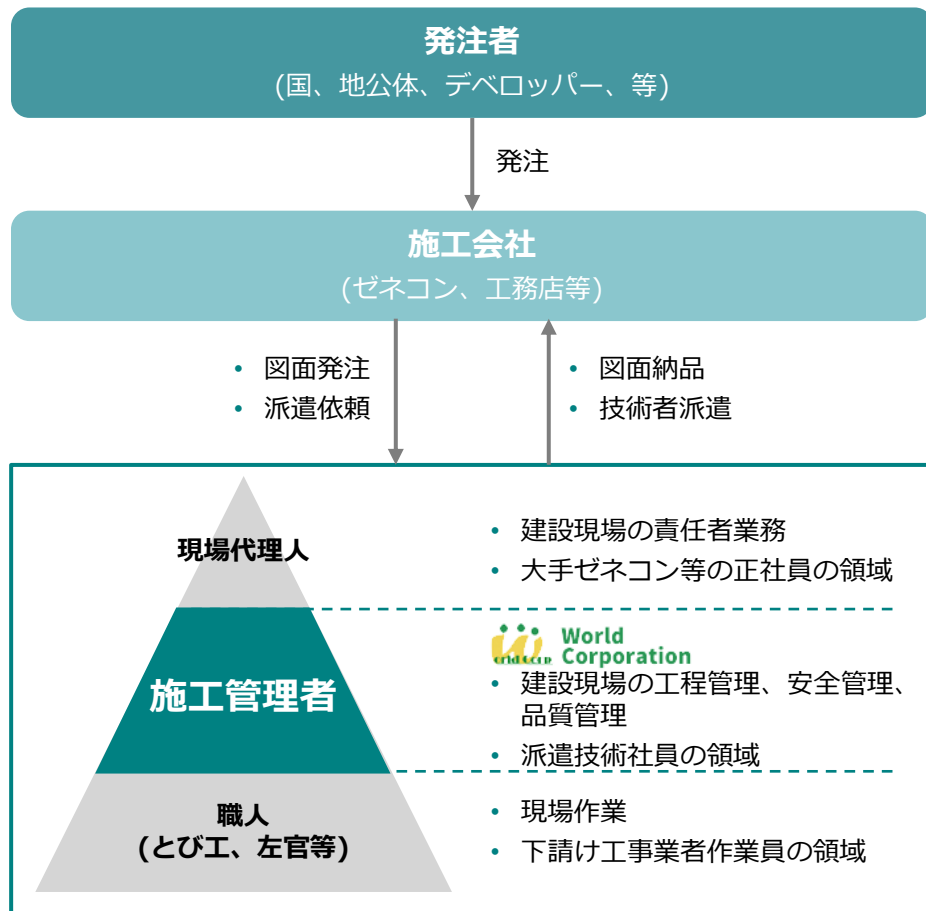 発注者
(国、地公体、デベロッパー、等)
発注
施工会社
(ゼネコン、工務店等)
• 図面発注
• 派遣依頼
• 図面納品
• 技術者派遣
現場代理人
• 建設現場の責任者業務
• 大手ゼネコン等の正社員の領域
施工管理者
World
Corporation
• 建設現場の工程管理、安全管理、
品質管理
• 派遣技術社員の領域
職人
(とび工、左官等)
• 現場作業
• 下請け工事業者作業員の領域